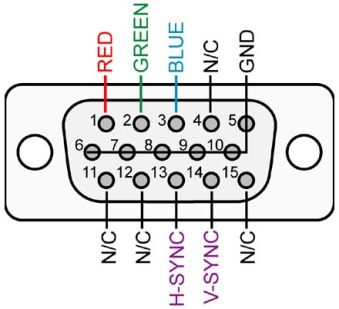 RED
GREEN
BLUE
N/C
GND
1 2 3 4 5
6 7 8 9 10
11 12 13 14 15
N/C
N/C
H-SYNC
V-SYNC
N/C